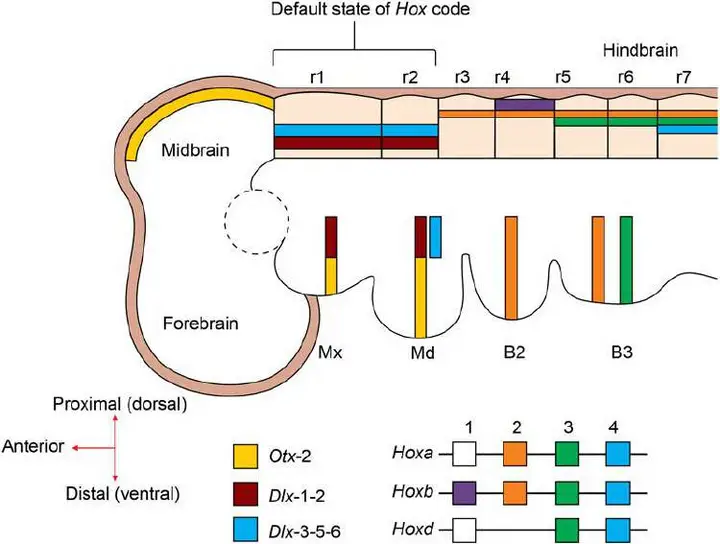 Default state of Hox code
Hindbrain
r1 r2 r3 r4 r5 r6 r7
Midbrain
Forebrain
Mx Md B2 B3
Proximal (dorsal)
Anterior
Distal (ventral)
Otx-2
Dlx-1-2
Dlx-3-5-6
1 2 3 4
Hoxa
Hoxb
Hoxd